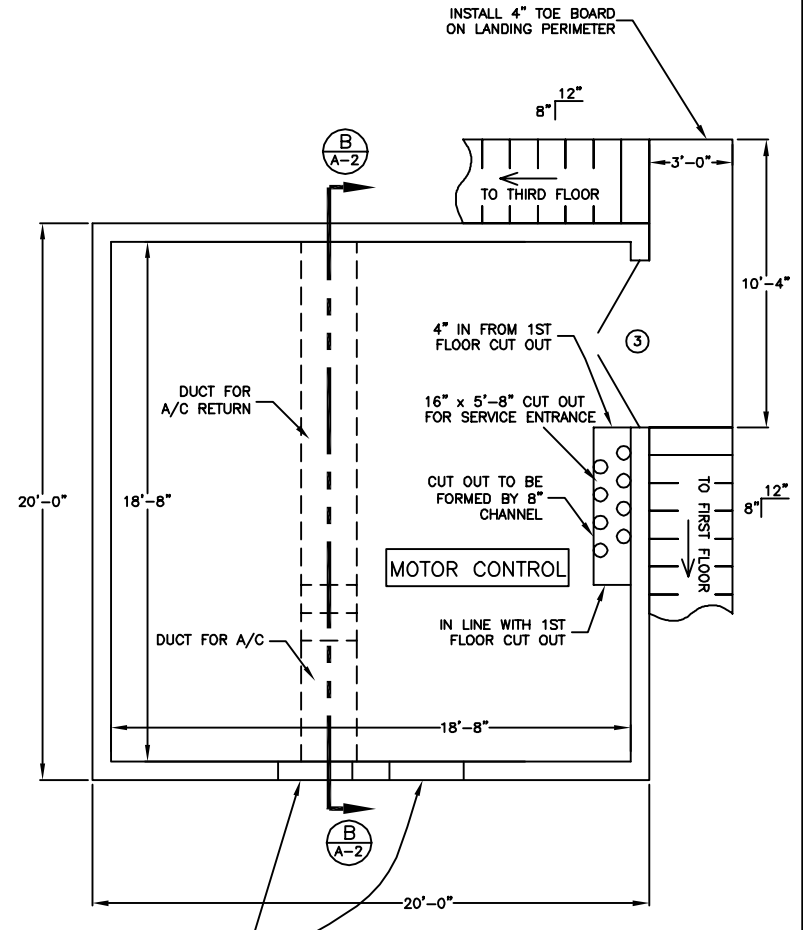 INSTALL 4" TOE BOARD
ON LANDING PERIMETER
12"
8"
B
A-2
3'-0"
TO THIRD FLOOR
10'-4"
4" IN FROM 1ST
FLOOR CUT OUT
3
DUCT FOR
A/C RETURN
16" x 5'-8" CUT OUT
FOR SERVICE ENTRANCE
CUT OUT TO BE
FORMED BY 8"
CHANNEL
TO FIRST FLOOR
12"
8"
20'-0"
18'-8"
MOTOR CONTROL
IN LINE WITH 1ST
FLOOR CUT OUT
DUCT FOR A/C
18'-8"
B
A-2
20'-0"